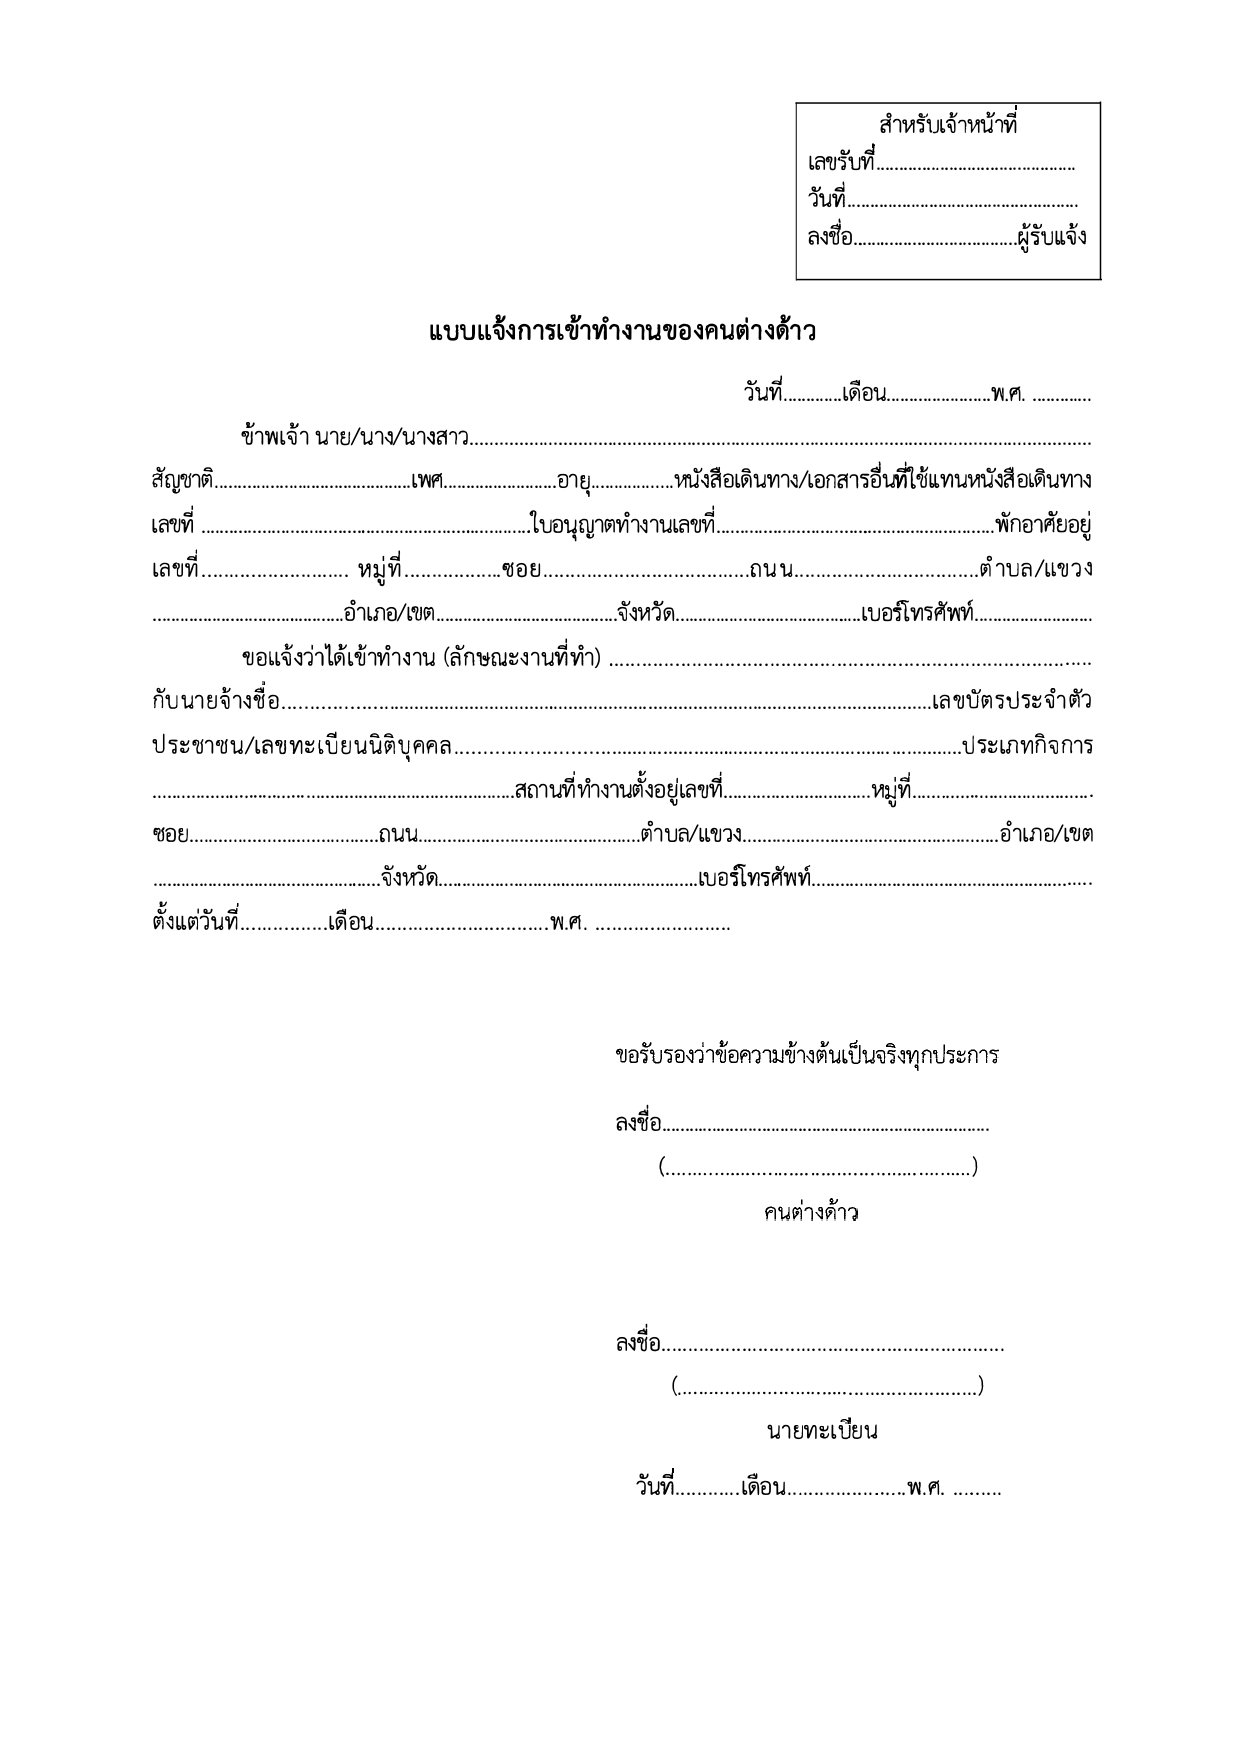 สำหรับเจ้าหน้าที่
เลขรับที่............................................
วันที่...................................................
ลงชื่อ....................................ผู้รับแจ้ง
แบบแจ้งการเข้าทำงานของคนต่างด้าว
วันที่.............เดือน.......................พ.ศ. .............
ข้าพเจ้า นาย/นาง/นางสาว.........................................................................................................................................
สัญชาติ...........................................เพศ.........................อายุ..................หนังสือเดินทาง/เอกสารอื่นที่ใช้แทนหนังสือเดินทาง
เลขที่ ........................................................................ใบอนุญาตทำงานเลขที่.............................................................พักอาศัยอยู่
เลขที่........................... หมู่ที่..................ซอย......................................ถนน..................................ตำบล/แขวง
..........................................อำเภอ/เขต........................................จังหวัด.........................................เบอร์โทรศัพท์..........................
ขอแจ้งว่าได้เข้าทำงาน (ลักษณะงานที่ทำ) ........................................................................................................
กับนายจ้างชื่อ............................................................................................................................................เลขบัตรประจำตัว
ประชาชน/เลขทะเบียนนิติบุคคล.............................................................................................................ประเภทกิจการ
...............................................................................สถานที่ทำงานตั้งอยู่เลขที่................................หมู่ที่.......................................
ซอย.........................................ถนน................................................ตำบล/แขวง.......................................................อำเภอ/เขต
..................................................จังหวัด.........................................................เบอร์โทรศัพท์.............................................................
ตั้งแต่วันที่................เดือน................................พ.ศ. .........................
ขอรับรองว่าข้อความข้างต้นเป็นจริงทุกประการ
ลงชื่อ........................................................................
(.........................................................)
คนต่างด้าว
ลงชื่อ...............................................................
(........................................................)
นายทะเบียน
วันที่............เดือน......................พ.ศ. .........